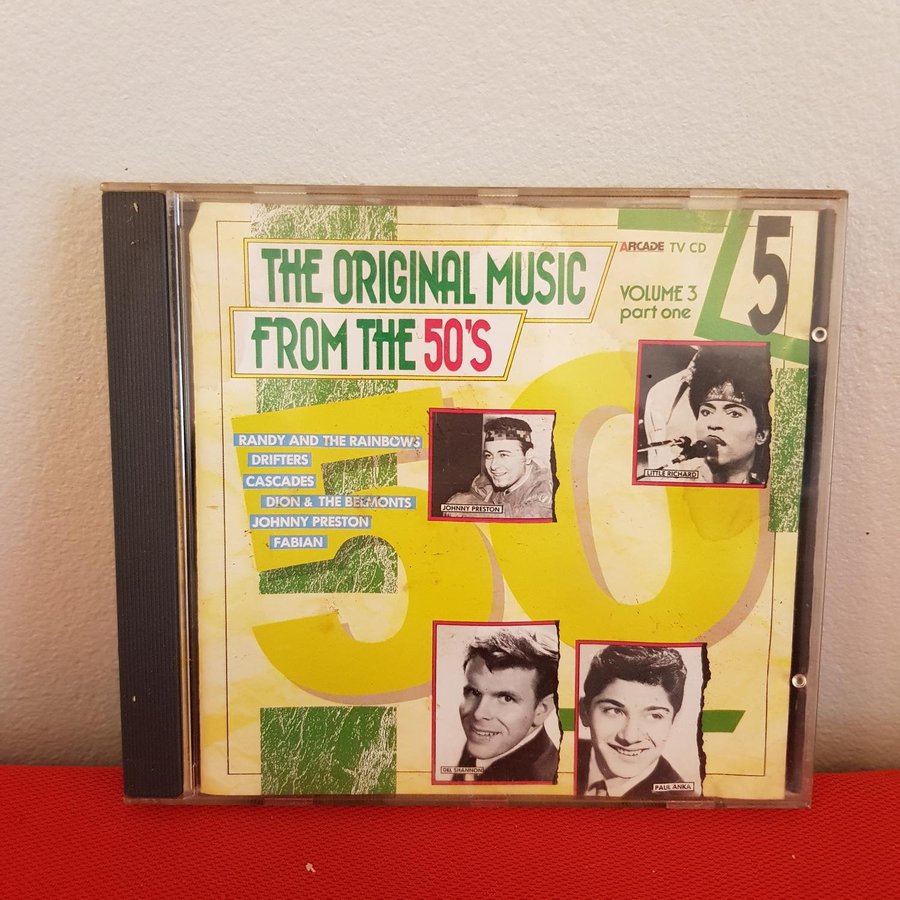 THE ORIGINAL MUSIC
FROM THE 50'S
ARCADE TV CD
VOLUME 3
part one
5
RANDY AND THE RAINBOWS
DRIFTERS
CASCADES
DION & THE BELMONTS
JOHNNY PRESTON
FABIAN
50
JOHNNY PRESTON
LITTLE RICHARD
DEL SHANNON
PAUL ANKA